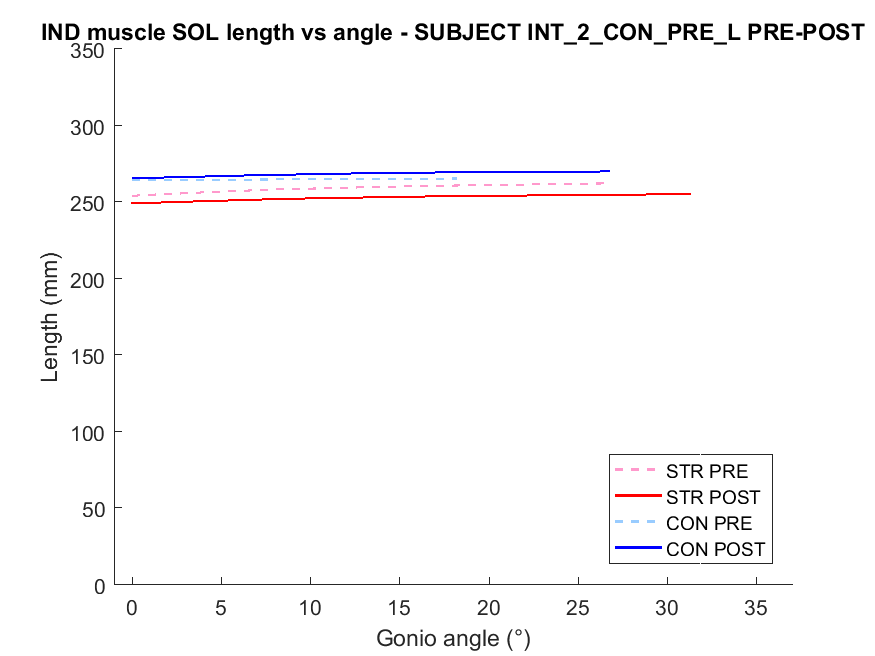 IND muscle SOL length vs angle - SUBJECT INT_2_CON_PRE_L PRE-POST
350
300
250
200
150
100
50
0
Length (mm)
0 5 10 15 20 25 30 35
Gonio angle (°)
STR PRE
STR POST
CON PRE
CON POST